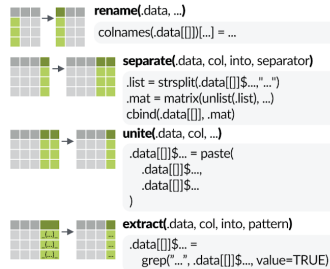 rename(.data, ...)
colnames(.data[[]])[...] = ...
separate(.data, col, into, separator)
.list = strsplit(.data[[]]$...,"...")
.mat = matrix(unlist(.list), ...)
cbind(.data[[]], .mat)
unite(.data, col, ...)
.data[[]]$... = paste(
.data[[]]$...,
.data[[]]$...
)
extract(.data, col, into, pattern)
_(...)_
...
_(...)_
...
_(...)_
...
.data[[]]$... =
grep("...", .data[[]]$..., value=TRUE)